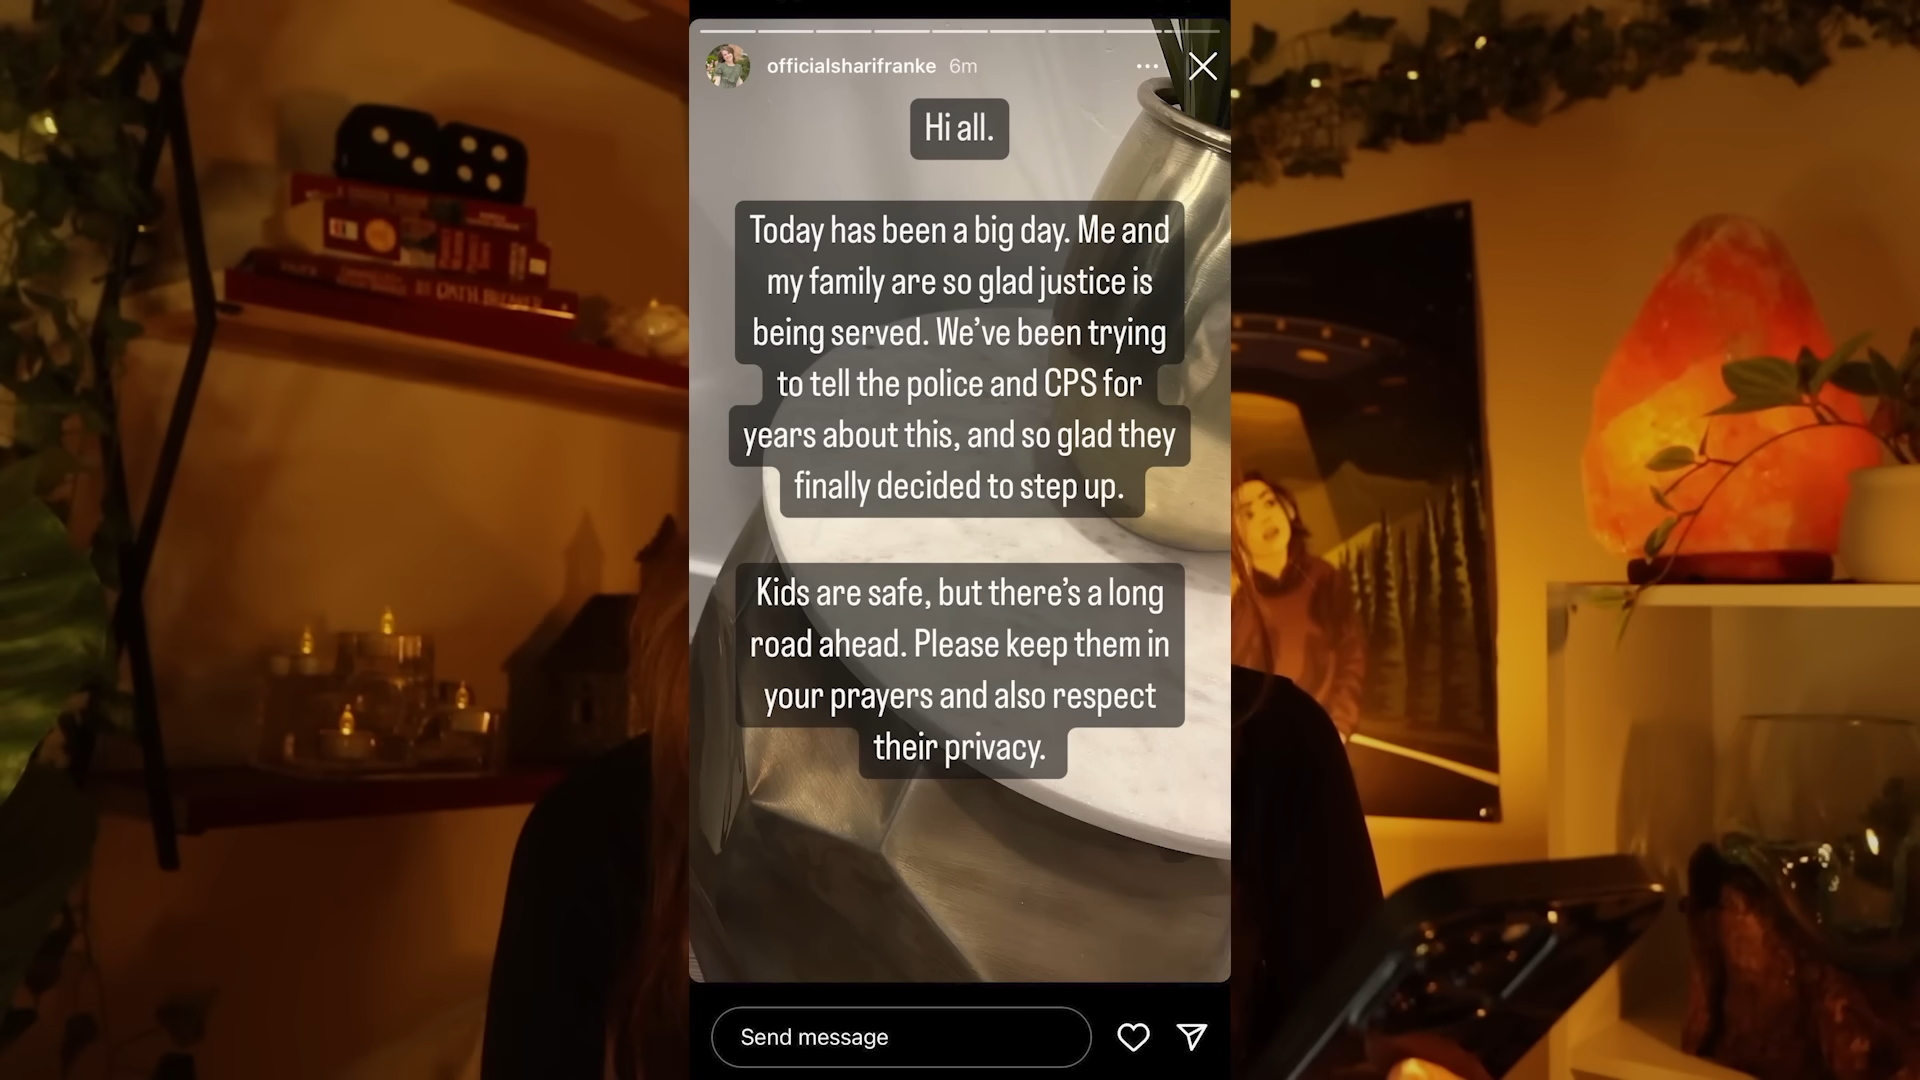 officialsharifranke 6m
Hi all.
Today has been a big day. Me and
my family are so glad justice is
being served. We've been trying
to tell the police and CPS for
years about this, and so glad they
finally decided to step up.
Kids are safe, but there's a long
road ahead. Please keep them in
your prayers and also respect
their privacy.
Send message